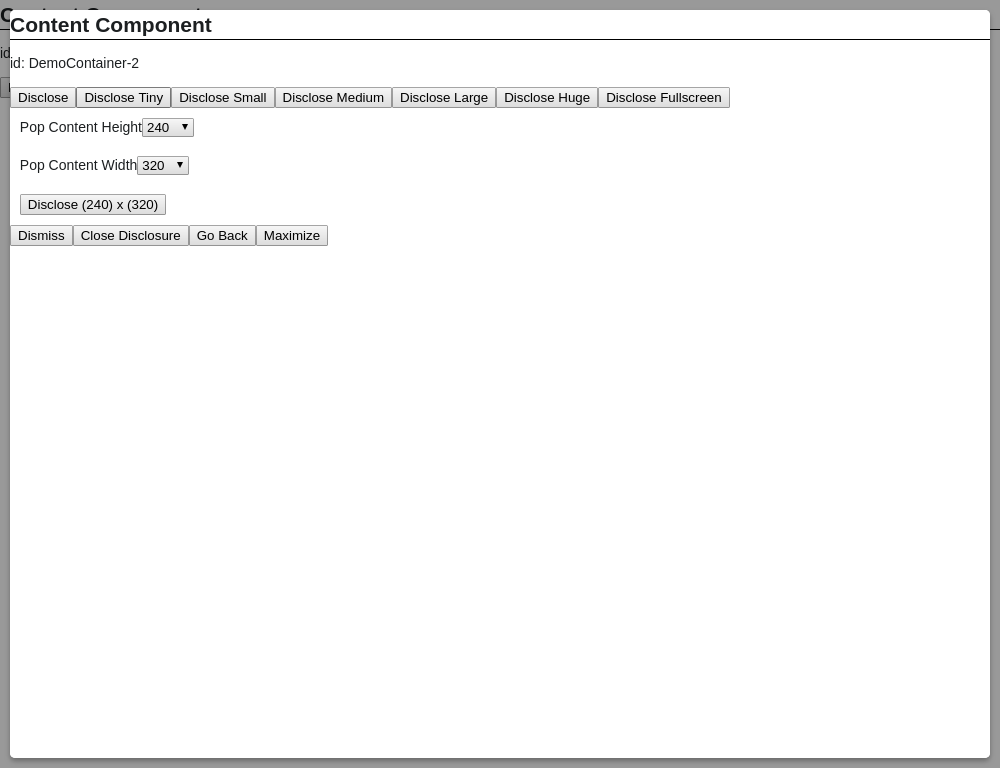 Content Component
id: DemoContainer-2
Disclose Disclose Tiny Disclose Small Disclose Medium Disclose Large Disclose Huge Disclose Fullscreen
Pop Content Height 240
Pop Content Width 320
Disclose (240) x (320)
Dismiss Close Disclosure Go Back Maximize